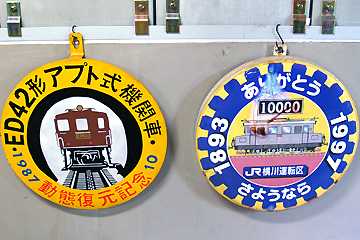 ・ED42形アプト式機関車・
1987
動態復元記念
10
ありがとう
10000
1893
1997
JR横川運転区
さようなら